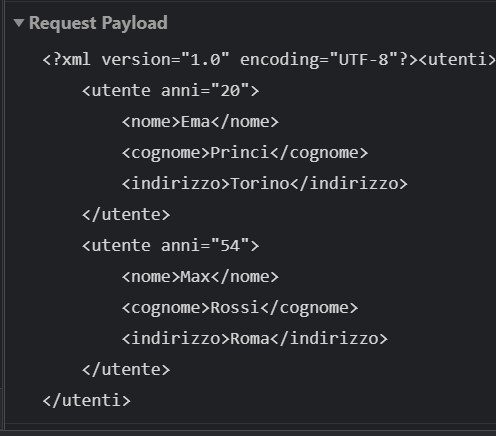 Request Payload
<?xml version="1.0" encoding="UTF-8"?><utenti>
<utente anni="20">
<nome>Ema</nome>
<cognome>Princi</cognome>
<indirizzo>Torino</indirizzo>
</utente>
<utente anni="54">
<nome>Max</nome>
<cognome>Rossi</cognome>
<indirizzo>Roma</indirizzo>
</utente>
</utenti>